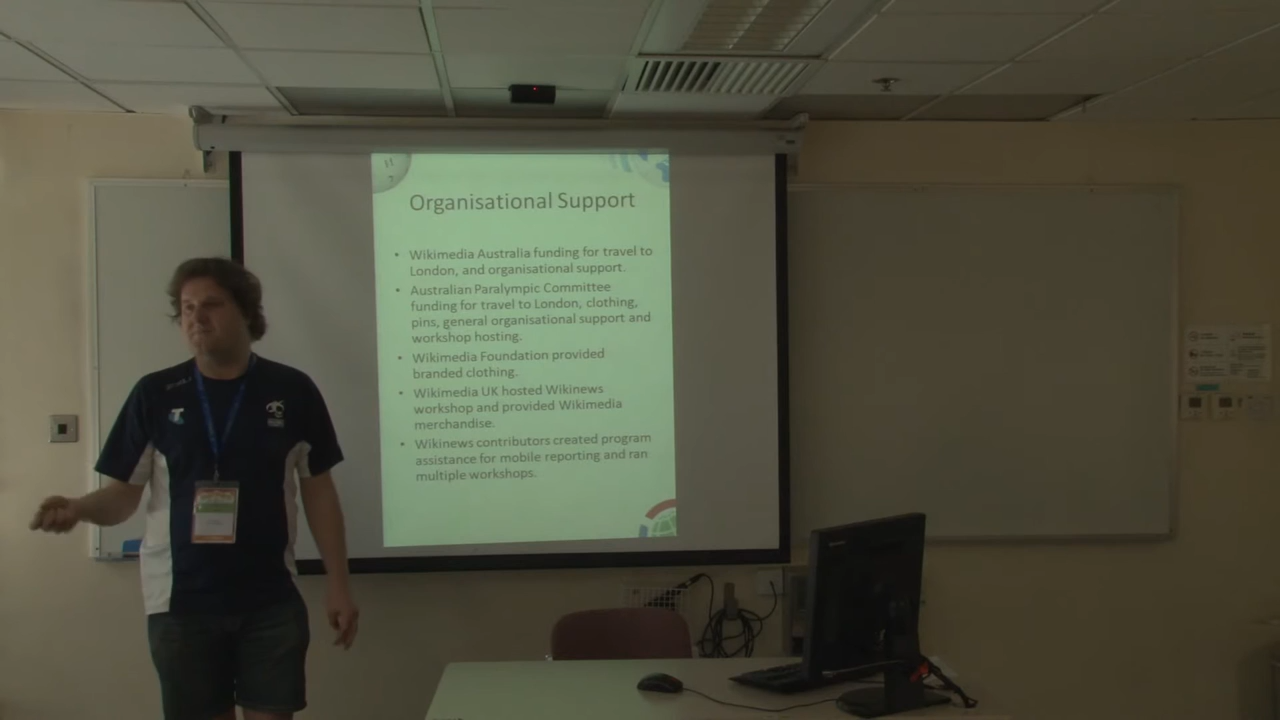 Organisational Support
• Wikimedia Australia funding for travel to
London, and organisational support.
• Australian Paralympic Committee
funding for travel to London, clothing,
pins, general organisational support and
workshop hosting.
• Wikimedia Foundation provided
branded clothing.
• Wikimedia UK hosted Wikinews
workshop and provided Wikimedia
merchandise.
• Wikinews contributors created program
assistance for mobile reporting and ran
multiple workshops.